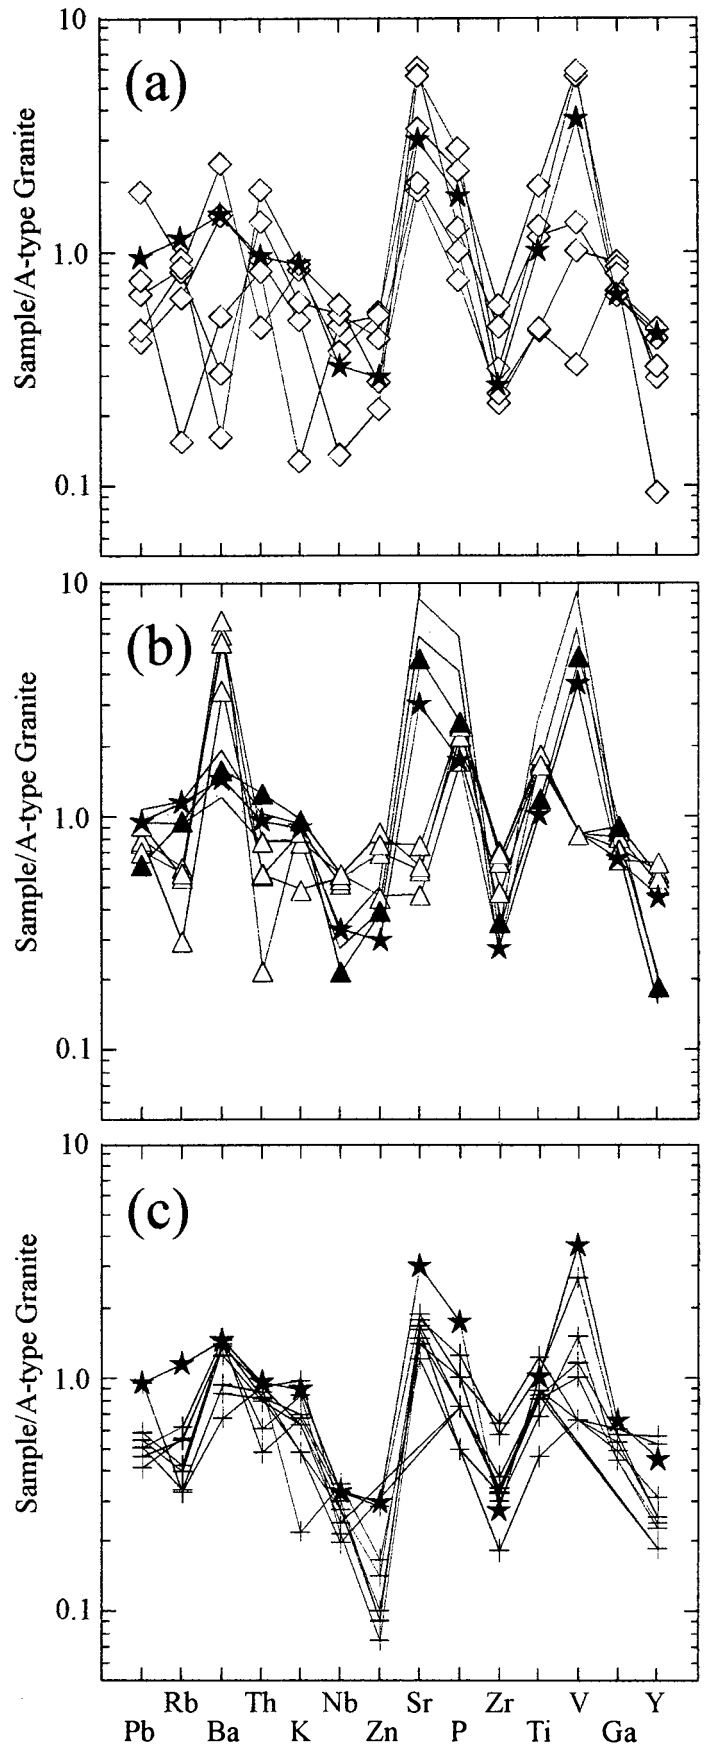 10
(a)
Sample/A-type Granite
1.0
0.1
10
(b)
Sample/A-type Granite
1.0
0.1
10
(c)
Sample/A-type Granite
1.0
0.1
Rb Th Nb Sr Zr V Y
Pb Ba K Zn P Ti Ga